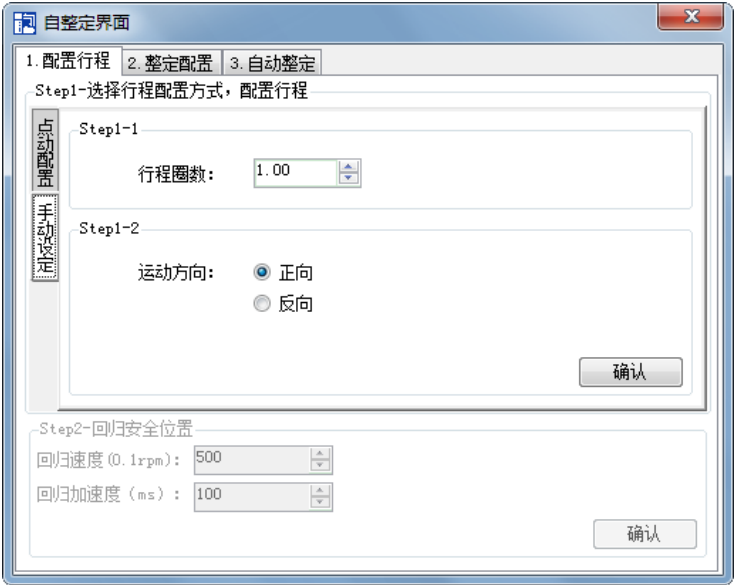 自整定界面
1.配置行程 2.整定配置 3.自动整定
Step1-选择行程配置方式，配置行程
点动配置
手动设定
Step1-1
行程圈数： 1.00
Step1-2
运动方向： 正向
反向
确认
Step2-回归安全位置
回归速度(0.1rpm)： 500
回归加速度（ms）： 100
确认